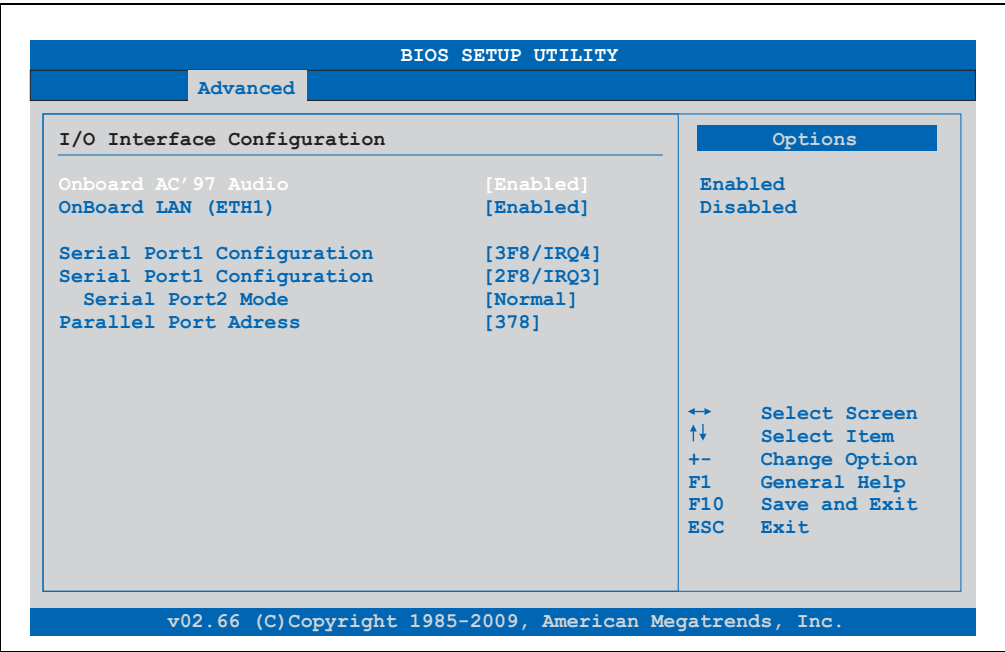 BIOS SETUP UTILITY
Advanced
I/O Interface Configuration
Onboard AC'97 Audio [Enabled]
OnBoard LAN (ETH1) [Enabled]
Serial Port1 Configuration [3F8/IRQ4]
Serial Port1 Configuration [2F8/IRQ3]
Serial Port2 Mode [Normal]
Parallel Port Adress [378]
Options
Enabled
Disabled
↔ Select Screen
↑↓ Select Item
+- Change Option
F1 General Help
F10 Save and Exit
ESC Exit
v02.66 (C)Copyright 1985-2009, American Megatrends, Inc.